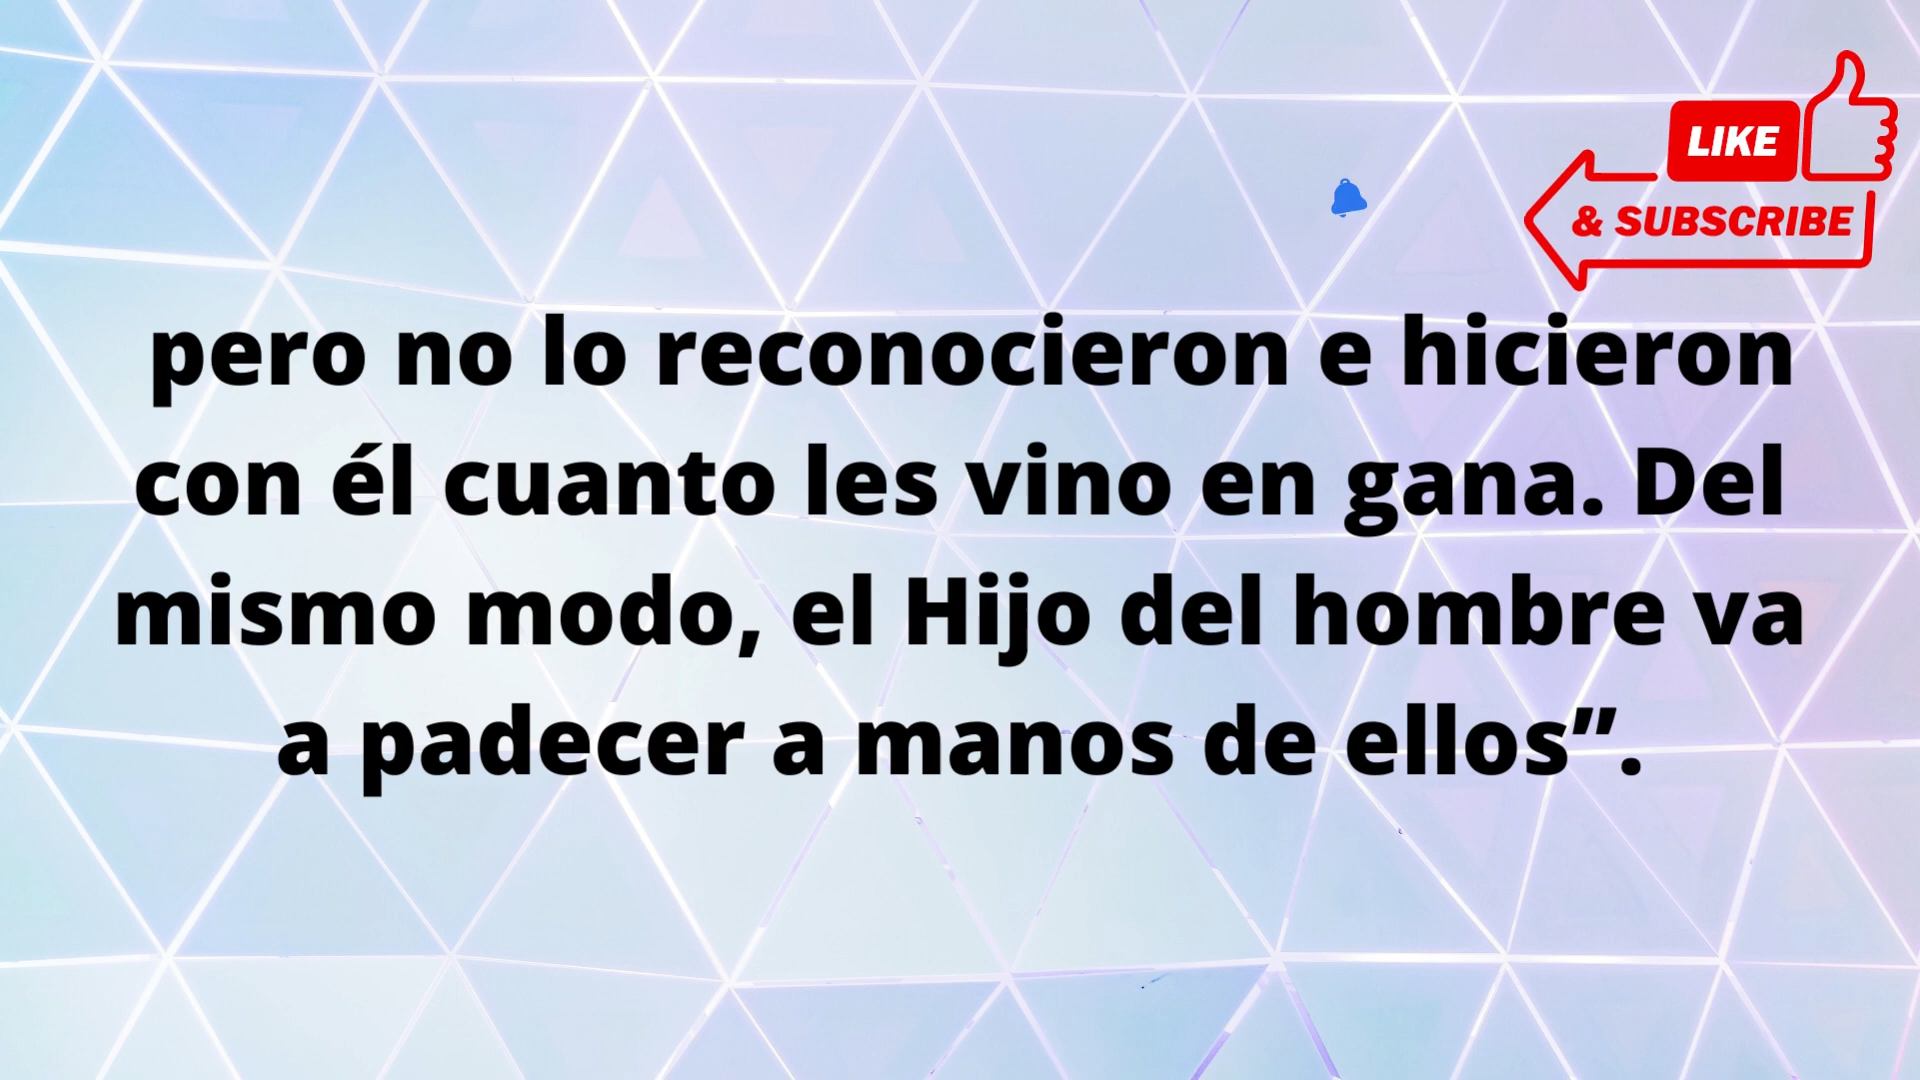 LIKE
& SUBSCRIBE
pero no lo reconocieron e hicieron
con él cuanto les vino en gana. Del
mismo modo, el Hijo del hombre va
a padecer a manos de ellos”.